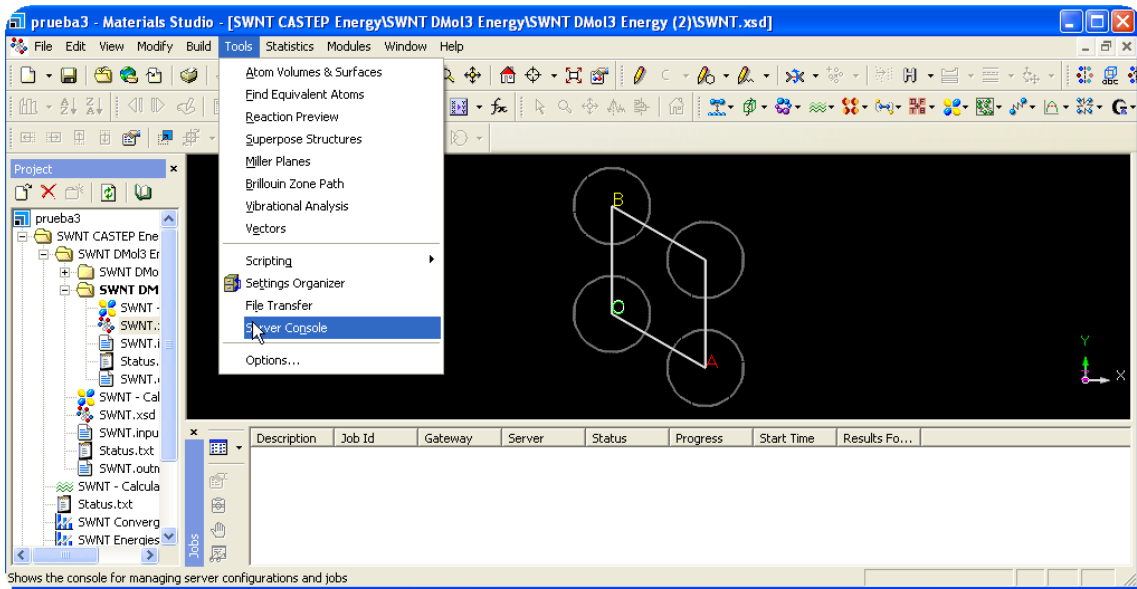 prueba3 - Materials Studio - [SWNT CASTEP Energy\SWNT DMol3 Energy\SWNT DMol3 Energy (2)\SWNT.xsd]
File Edit View Modify Build Tools Statistics Modules Window Help
Atom Volumes & Surfaces
Find Equivalent Atoms
Reaction Preview
Superpose Structures
Miller Planes
Brillouin Zone Path
Vibrational Analysis
Vectors
Scripting
Settings Organizer
File Transfer
Server Console
Options...
Project
prueba3
SWNT CASTEP Ene
SWNT DMol3 Er
SWNT DMo
SWNT DM
SWNT -
SWNT.:
SWNT.i
Status.
SWNT.
SWNT - Cal
SWNT.xsd
SWNT.inpu
Status.txt
SWNT.outn
SWNT - Calcula
Status.txt
SWNT Converg
SWNT Energies
B
O
A
Y
Z
X
Jobs
Description Job Id Gateway Server Status Progress Start Time Results Fo...
Shows the console for managing server configurations and jobs